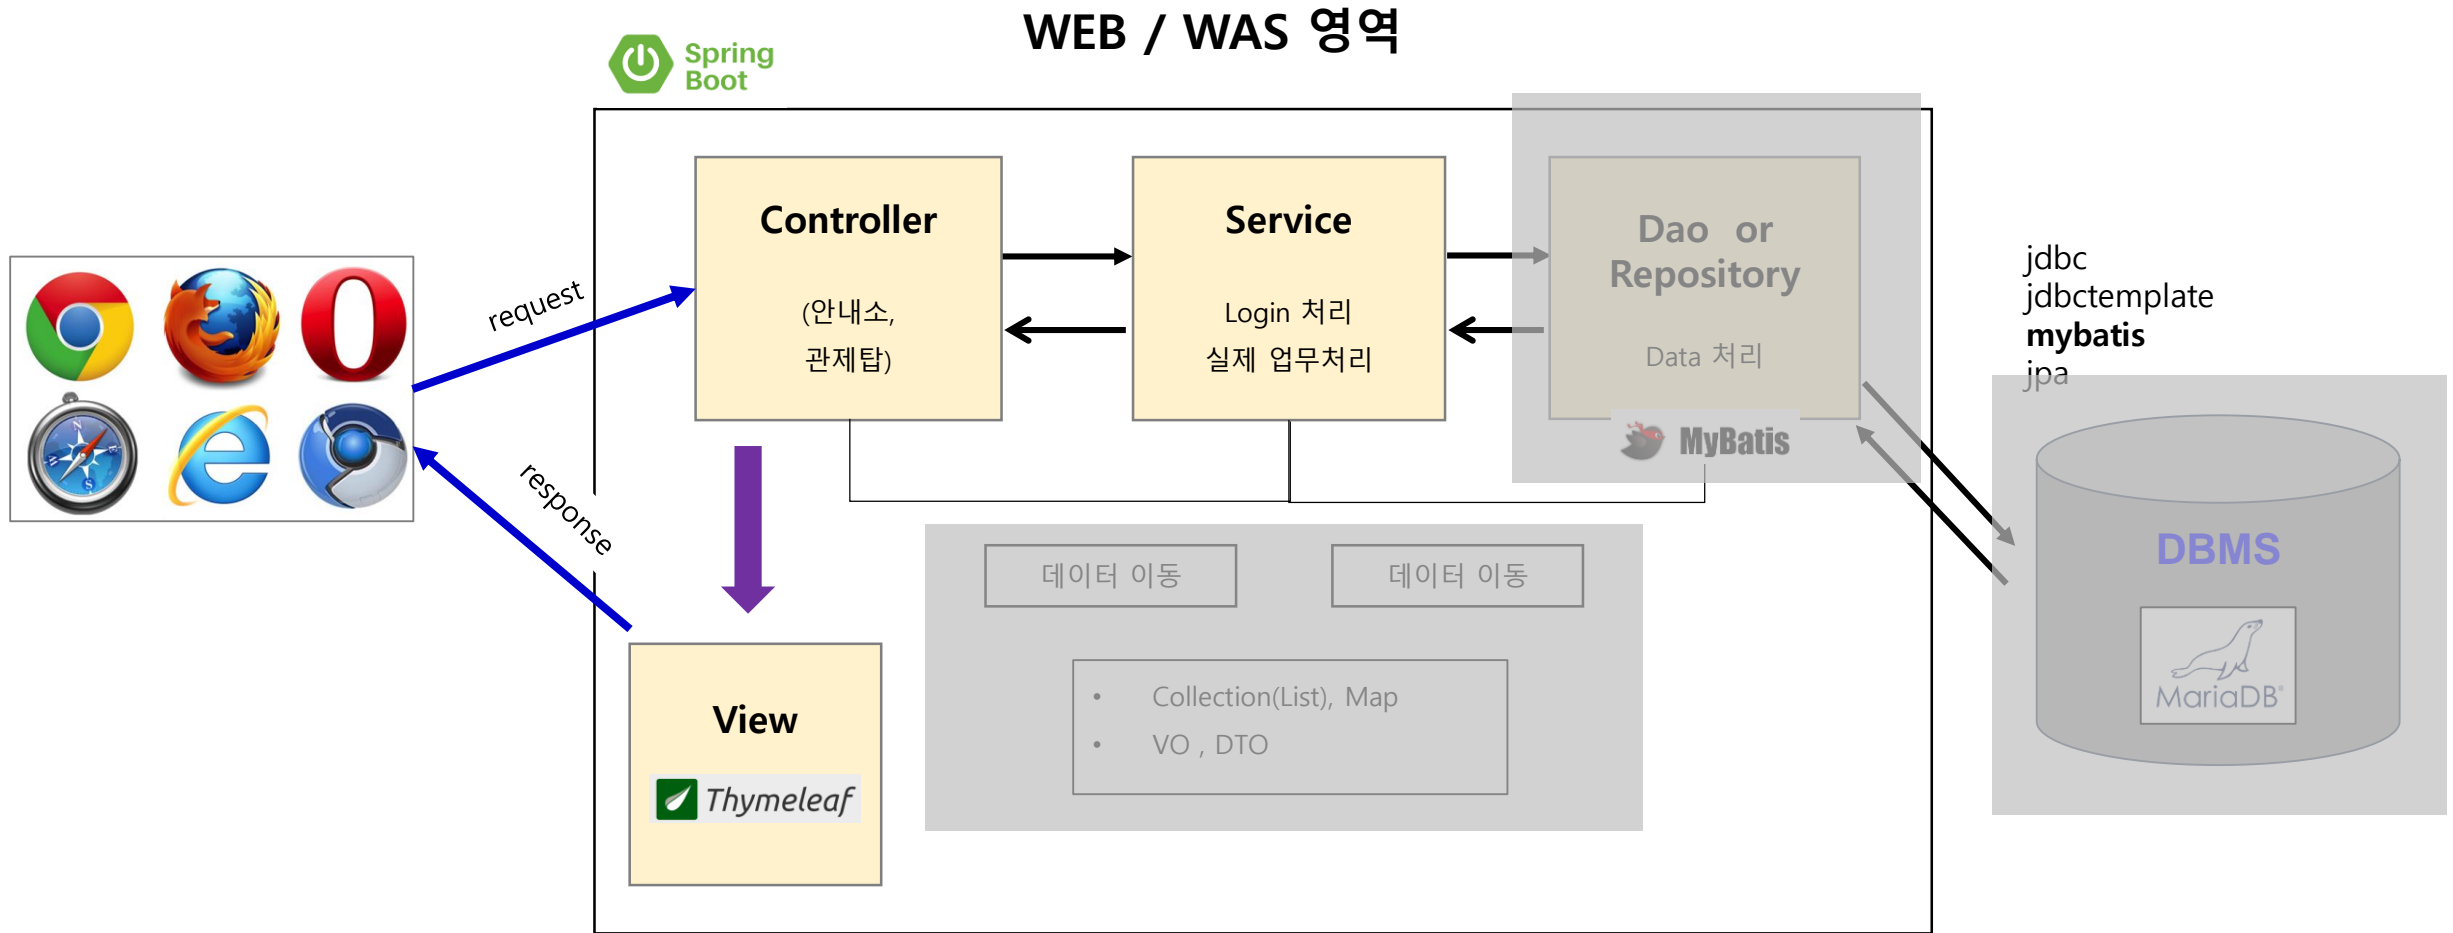 WEB / WAS 영역
Spring
Boot
Controller
(안내소,
관제탑)
Service
Login 처리
실제 업무처리
Dao or
Repository
Data 처리
MyBatis
jdbc
jdbctemplate
mybatis
jpa
request
response
데이터 이동
데이터 이동
Collection(List), Map
VO , DTO
View
Thymeleaf
DBMS
MariaDB®
N
E
S
W